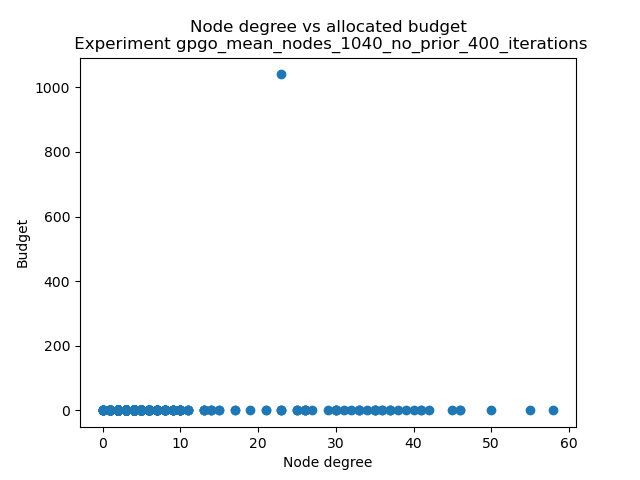 Node degree vs allocated budget
Experiment gpgo_mean_nodes_1040_no_prior_400_iterations
1000
800
600
400
200
0
Budget
0 10 20 30 40 50 60
Node degree